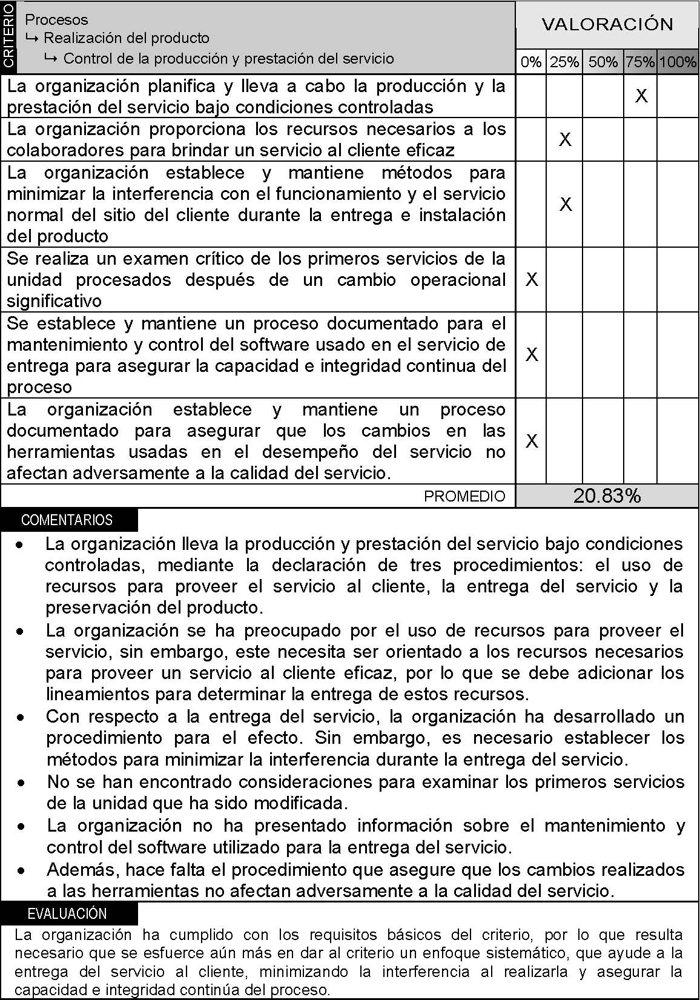 CRITERIO
Procesos
↳ Realización del producto
↳ Control de la producción y prestación del servicio
VALORACIÓN
0% 25% 50% 75% 100%
La organización planifica y lleva a cabo la producción y la
prestación del servicio bajo condiciones controladas
X
La organización proporciona los recursos necesarios a los
colaboradores para brindar un servicio al cliente eficaz
X
La organización establece y mantiene métodos para
minimizar la interferencia con el funcionamiento y el servicio
normal del sitio del cliente durante la entrega e instalación
del producto
X
Se realiza un examen crítico de los primeros servicios de la
unidad procesados después de un cambio operacional
significativo
X
Se establece y mantiene un proceso documentado para el
mantenimiento y control del software usado en el servicio de
entrega para asegurar la capacidad e integridad continua del
proceso
X
La organización establece y mantiene un proceso
documentado para asegurar que los cambios en las
herramientas usadas en el desempeño del servicio no
afectan adversamente a la calidad del servicio.
X
PROMEDIO 20.83%
COMENTARIOS
• La organización lleva la producción y prestación del servicio bajo condiciones
controladas, mediante la declaración de tres procedimientos: el uso de
recursos para proveer el servicio al cliente, la entrega del servicio y la
preservación del producto.
• La organización se ha preocupado por el uso de recursos para proveer el
servicio, sin embargo, este necesita ser orientado a los recursos necesarios
para proveer un servicio al cliente eficaz, por lo que se debe adicionar los
lineamientos para determinar la entrega de estos recursos.
• Con respecto a la entrega del servicio, la organización ha desarrollado un
procedimiento para el efecto. Sin embargo, es necesario establecer los
métodos para minimizar la interferencia durante la entrega del servicio.
• No se han encontrado consideraciones para examinar los primeros servicios
de la unidad que ha sido modificada.
• La organización no ha presentado información sobre el mantenimiento y
control del software utilizado para la entrega del servicio.
• Además, hace falta el procedimiento que asegure que los cambios realizados
a las herramientas no afectan adversamente a la calidad del servicio.
EVALUACIÓN
La organización ha cumplido con los requisitos básicos del criterio, por lo que resulta
necesario que se esfuerce aún más en dar al criterio un enfoque sistemático, que ayude a la
entrega del servicio al cliente, minimizando la interferencia al realizarla y asegurar la
capacidad e integridad continúa del proceso.